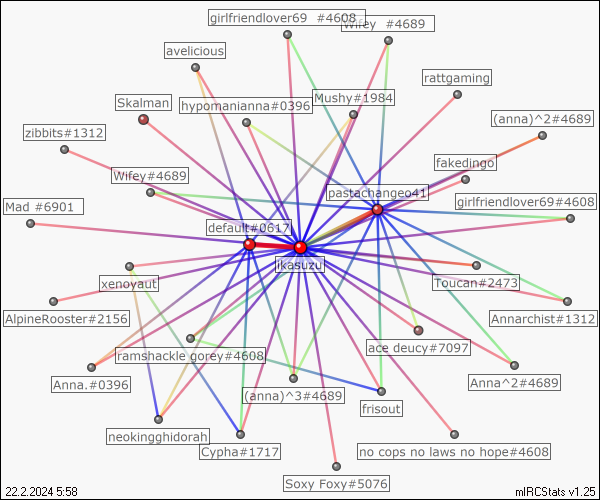 girlfriendlover69 #4608
Wifey #4689
avelicious
rattgaming
Skalman
hypomanianna#0396
Mushy#1984
(anna)^2#4689
zibbits#1312
fakedingo
Wifey#4689
pastachangeo41
girlfriendlover69#4608
Mad #6901
default#0617
ikasuzu
xenoyaut
Toucan#2473
AlpineRooster#2156
Annarchist#1312
ramshackle gorey#4608
ace deucy#7097
Anna.#0396
(anna)^3#4689
Anna^2#4689
frisout
neokingghidorah
Cypha#1717
no cops no laws no hope#4608
Soxy Foxy#5076
22.2.2024 5:58
mIRCStats v1.25